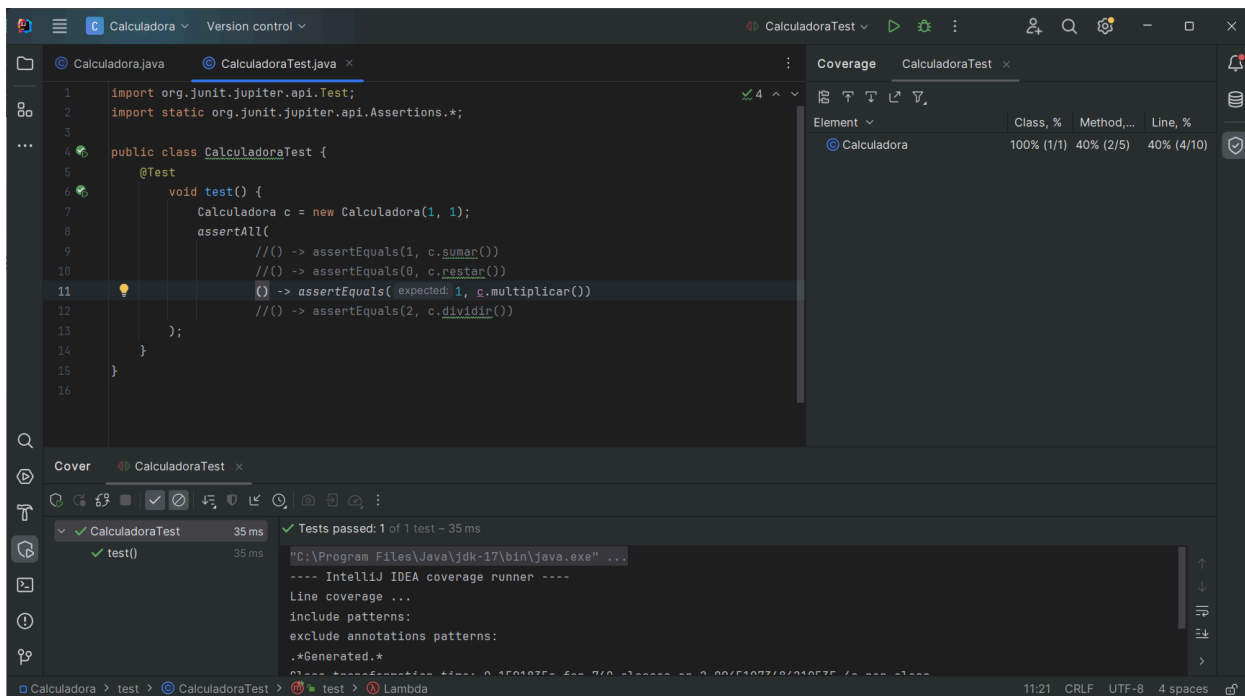 C Calculadora Version control CalculadoraTest
Calculadora.java CalculadoraTest.java
Coverage CalculadoraTest
1 import org.junit.jupiter.api.Test; 4
2 import static org.junit.jupiter.api.Assertions.*;
3
4 public class CalculadoraTest {
5 @Test
6 void test() {
7 Calculadora c = new Calculadora(1, 1);
8 assertAll(
9 //() -> assertEquals(1, c.sumar())
10 //() -> assertEquals(0, c.restar())
11 () -> assertEquals( expected: 1, c.multiplicar())
12 //() -> assertEquals(2, c.dividir())
13 );
14 }
15 }
16
Element Class, % Method,... Line, %
Calculadora 100% (1/1) 40% (2/5) 40% (4/10)
Cover CalculadoraTest
CalculadoraTest 35 ms
test() 35 ms
Tests passed: 1 of 1 test – 35 ms
"C:\Program Files\Java\jdk-17\bin\java.exe" ...
---- IntelliJ IDEA coverage runner ----
Line coverage ...
include patterns:
exclude annotations patterns:
.*Generated.*
Calculadora > test > CalculadoraTest > test > Lambda
11:21 CRLF UTF-8 4 spaces